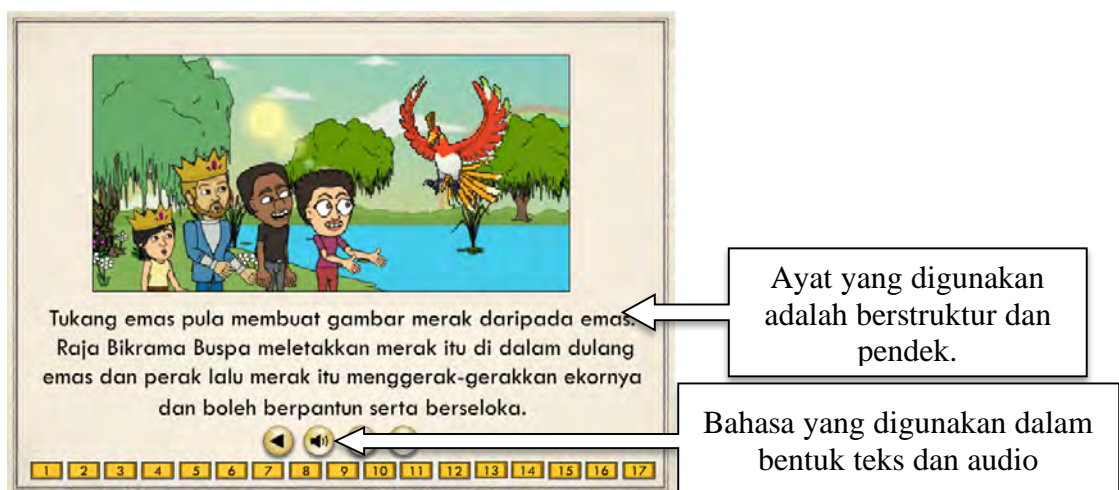 Tukang emas pula membuat gambar merak daripada emas.
Raja Bikrama Buspa meletakkan merak itu di dalam dulang
emas dan perak lalu merak itu menggerak-gerakkan ekornya
dan boleh berpantun serta berseloka.
1 2 3 4 5 6 7 8 9 10 11 12 13 14 15 16 17
Ayat yang digunakan
adalah berstruktur dan
pendek.
Bahasa yang digunakan dalam
bentuk teks dan audio